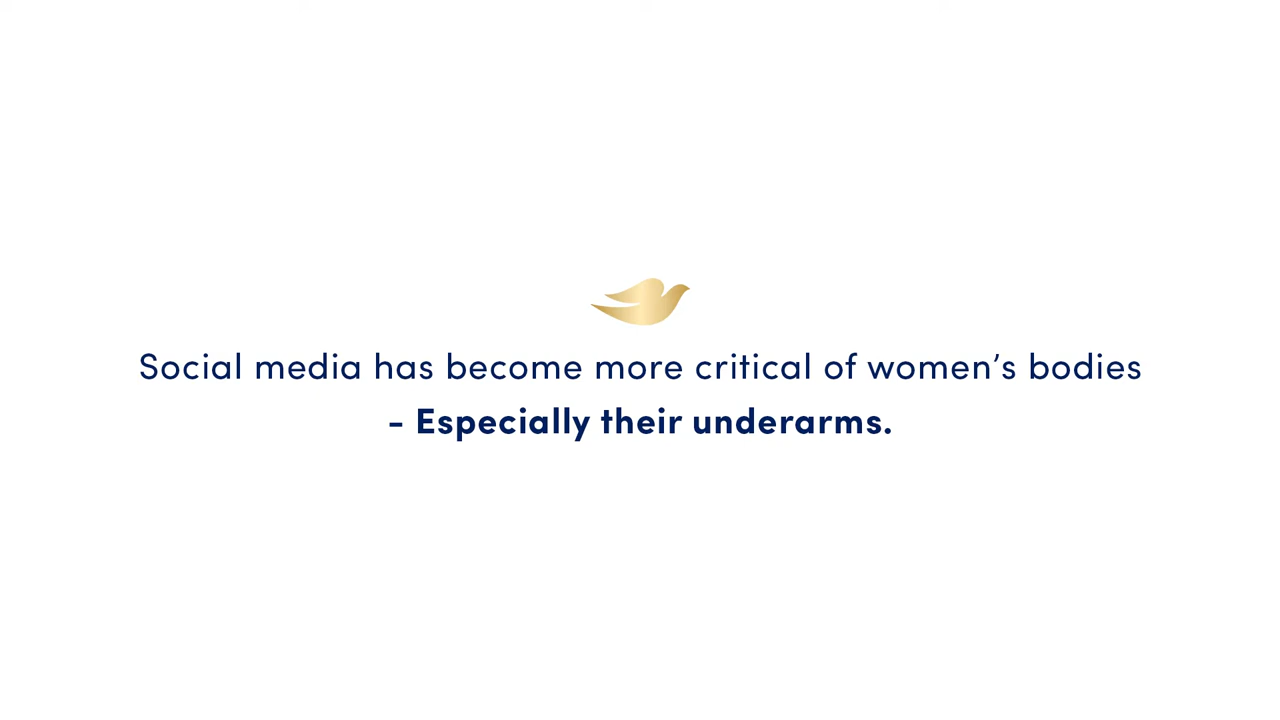 Social media has become more critical of women’s bodies
- Especially their underarms.